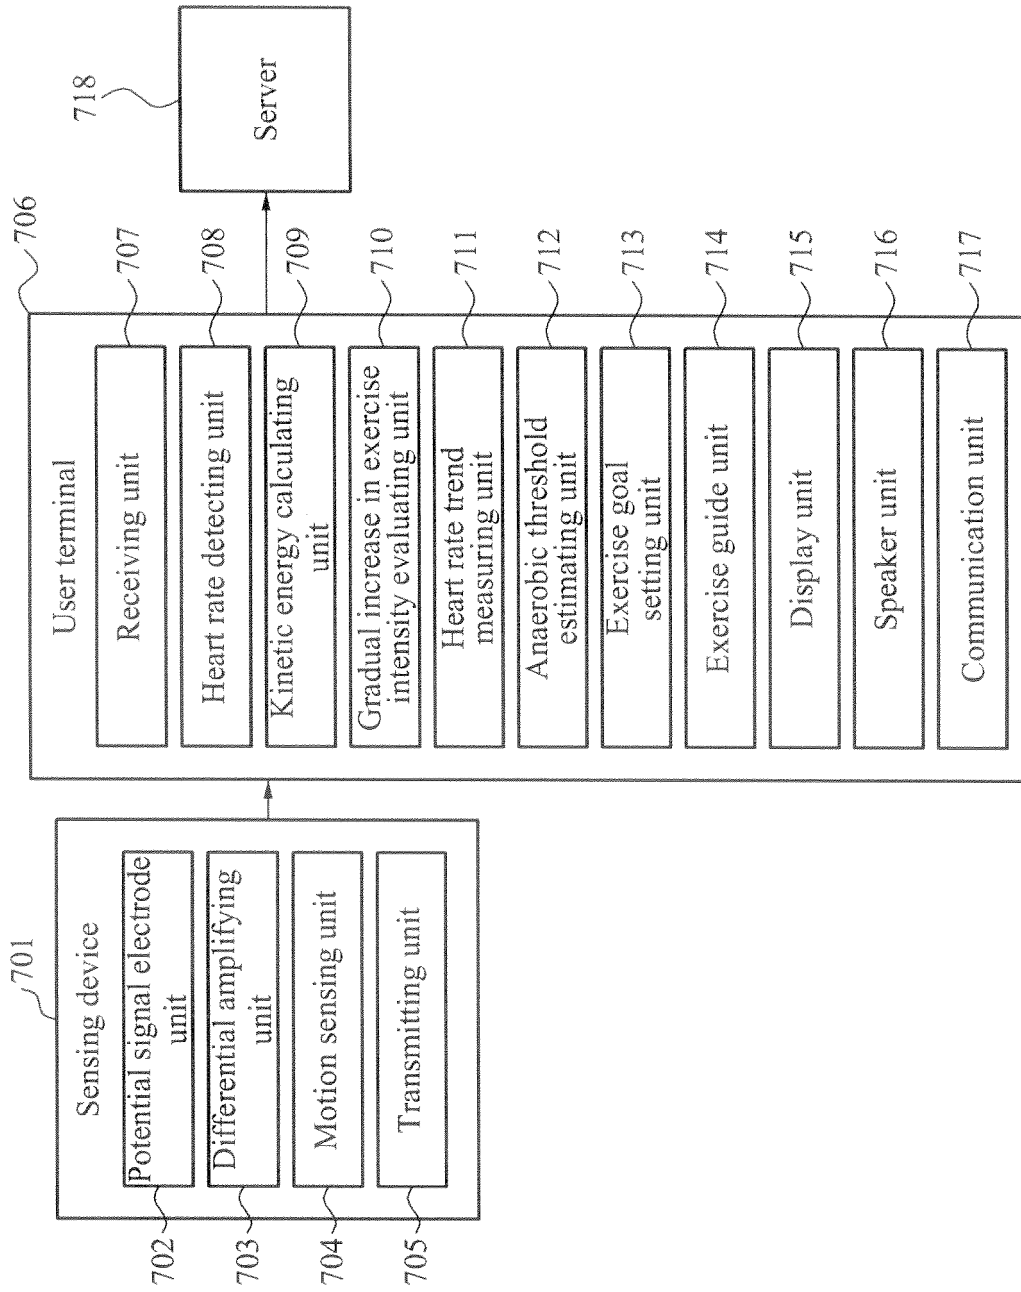 701
Sensing device
702
Potential signal electrode
unit
703
Differential amplifying
unit
704
Motion sensing unit
705
Transmitting unit
706
User terminal
Receiving unit
707
Heart rate detecting unit
708
Kinetic energy calculating
unit
709
Gradual increase in exercise
intensity evaluating unit
710
Heart rate trend
measuring unit
711
Anaerobic threshold
estimating unit
712
Exercise goal
setting unit
713
Exercise guide unit
714
Display unit
715
Speaker unit
716
Communication unit
717
718
Server